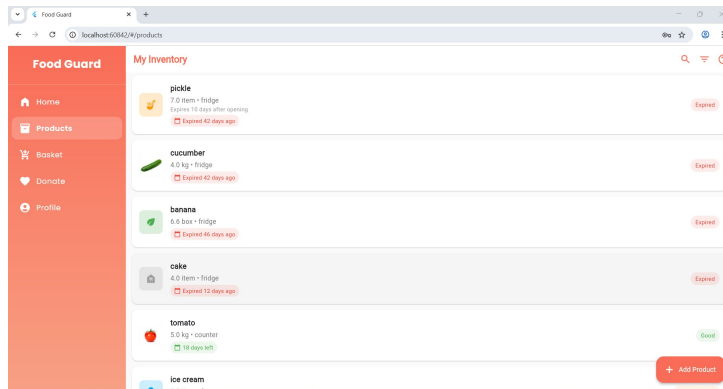 Food Guard
localhost:60842/#/products
Food Guard
Home
Products
Basket
Donate
Profile
My Inventory
pickle
7.0 item • fridge
Expires 10 days after opening
Expired 42 days ago
Expired
cucumber
4.0 kg • fridge
Expired 42 days ago
Expired
banana
6.6 box • fridge
Expired 46 days ago
Expired
cake
4.0 item • fridge
Expired 12 days ago
Expired
tomato
5.0 kg • counter
18 days left
Good
ice cream
+ Add Product